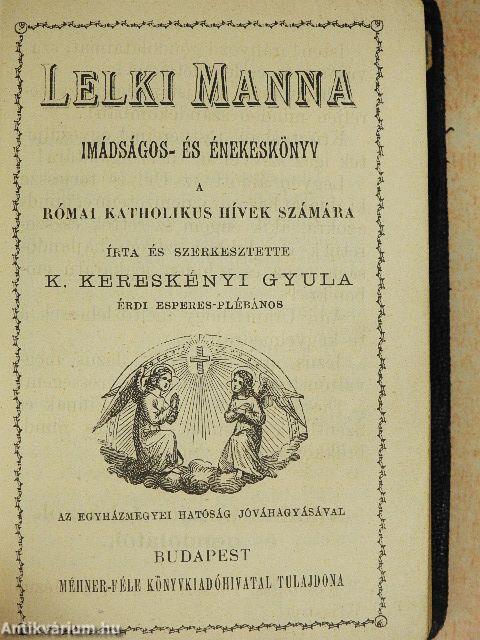 LELKI MANNA
IMÁDSÁGOS- ÉS ÉNEKESKÖNYV
A
RÓMAI KATHOLIKUS HÍVEK SZÁMÁRA
ÍRTA ÉS SZERKESZTETTE
K. KERESKÉNYI GYULA
ÉRDI ESPERES-PLÉBÁNOS
AZ EGYHÁZMEGYEI HATÓSÁG JÓVÁHAGYÁSÁVAL
BUDAPEST
MÉHNER-FÉLE KÖNYVKIADÓHIVATAL TULAJDONA
Antikvárium.hu